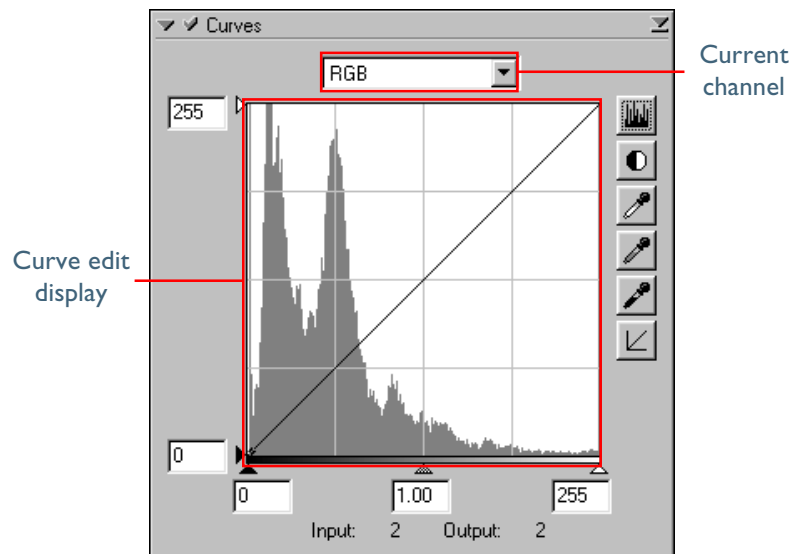 Curves
RGB
Current
channel
255
Curve edit
display
0
0 1.00 255
Input: 2 Output: 2